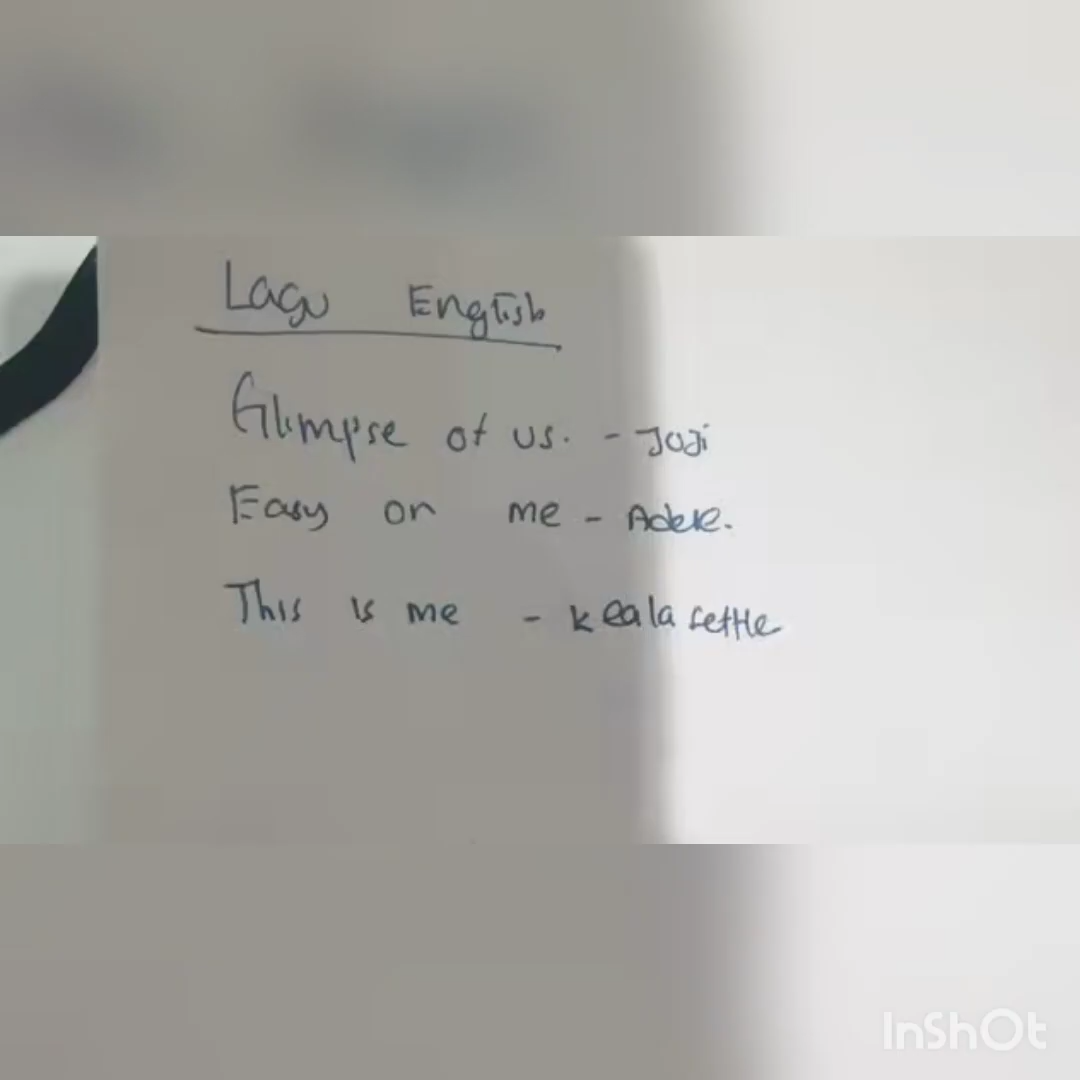 Lagu English
Glimpse of us. - Joji
Easy on me - Adele.
This is me - keala settle
InShOt